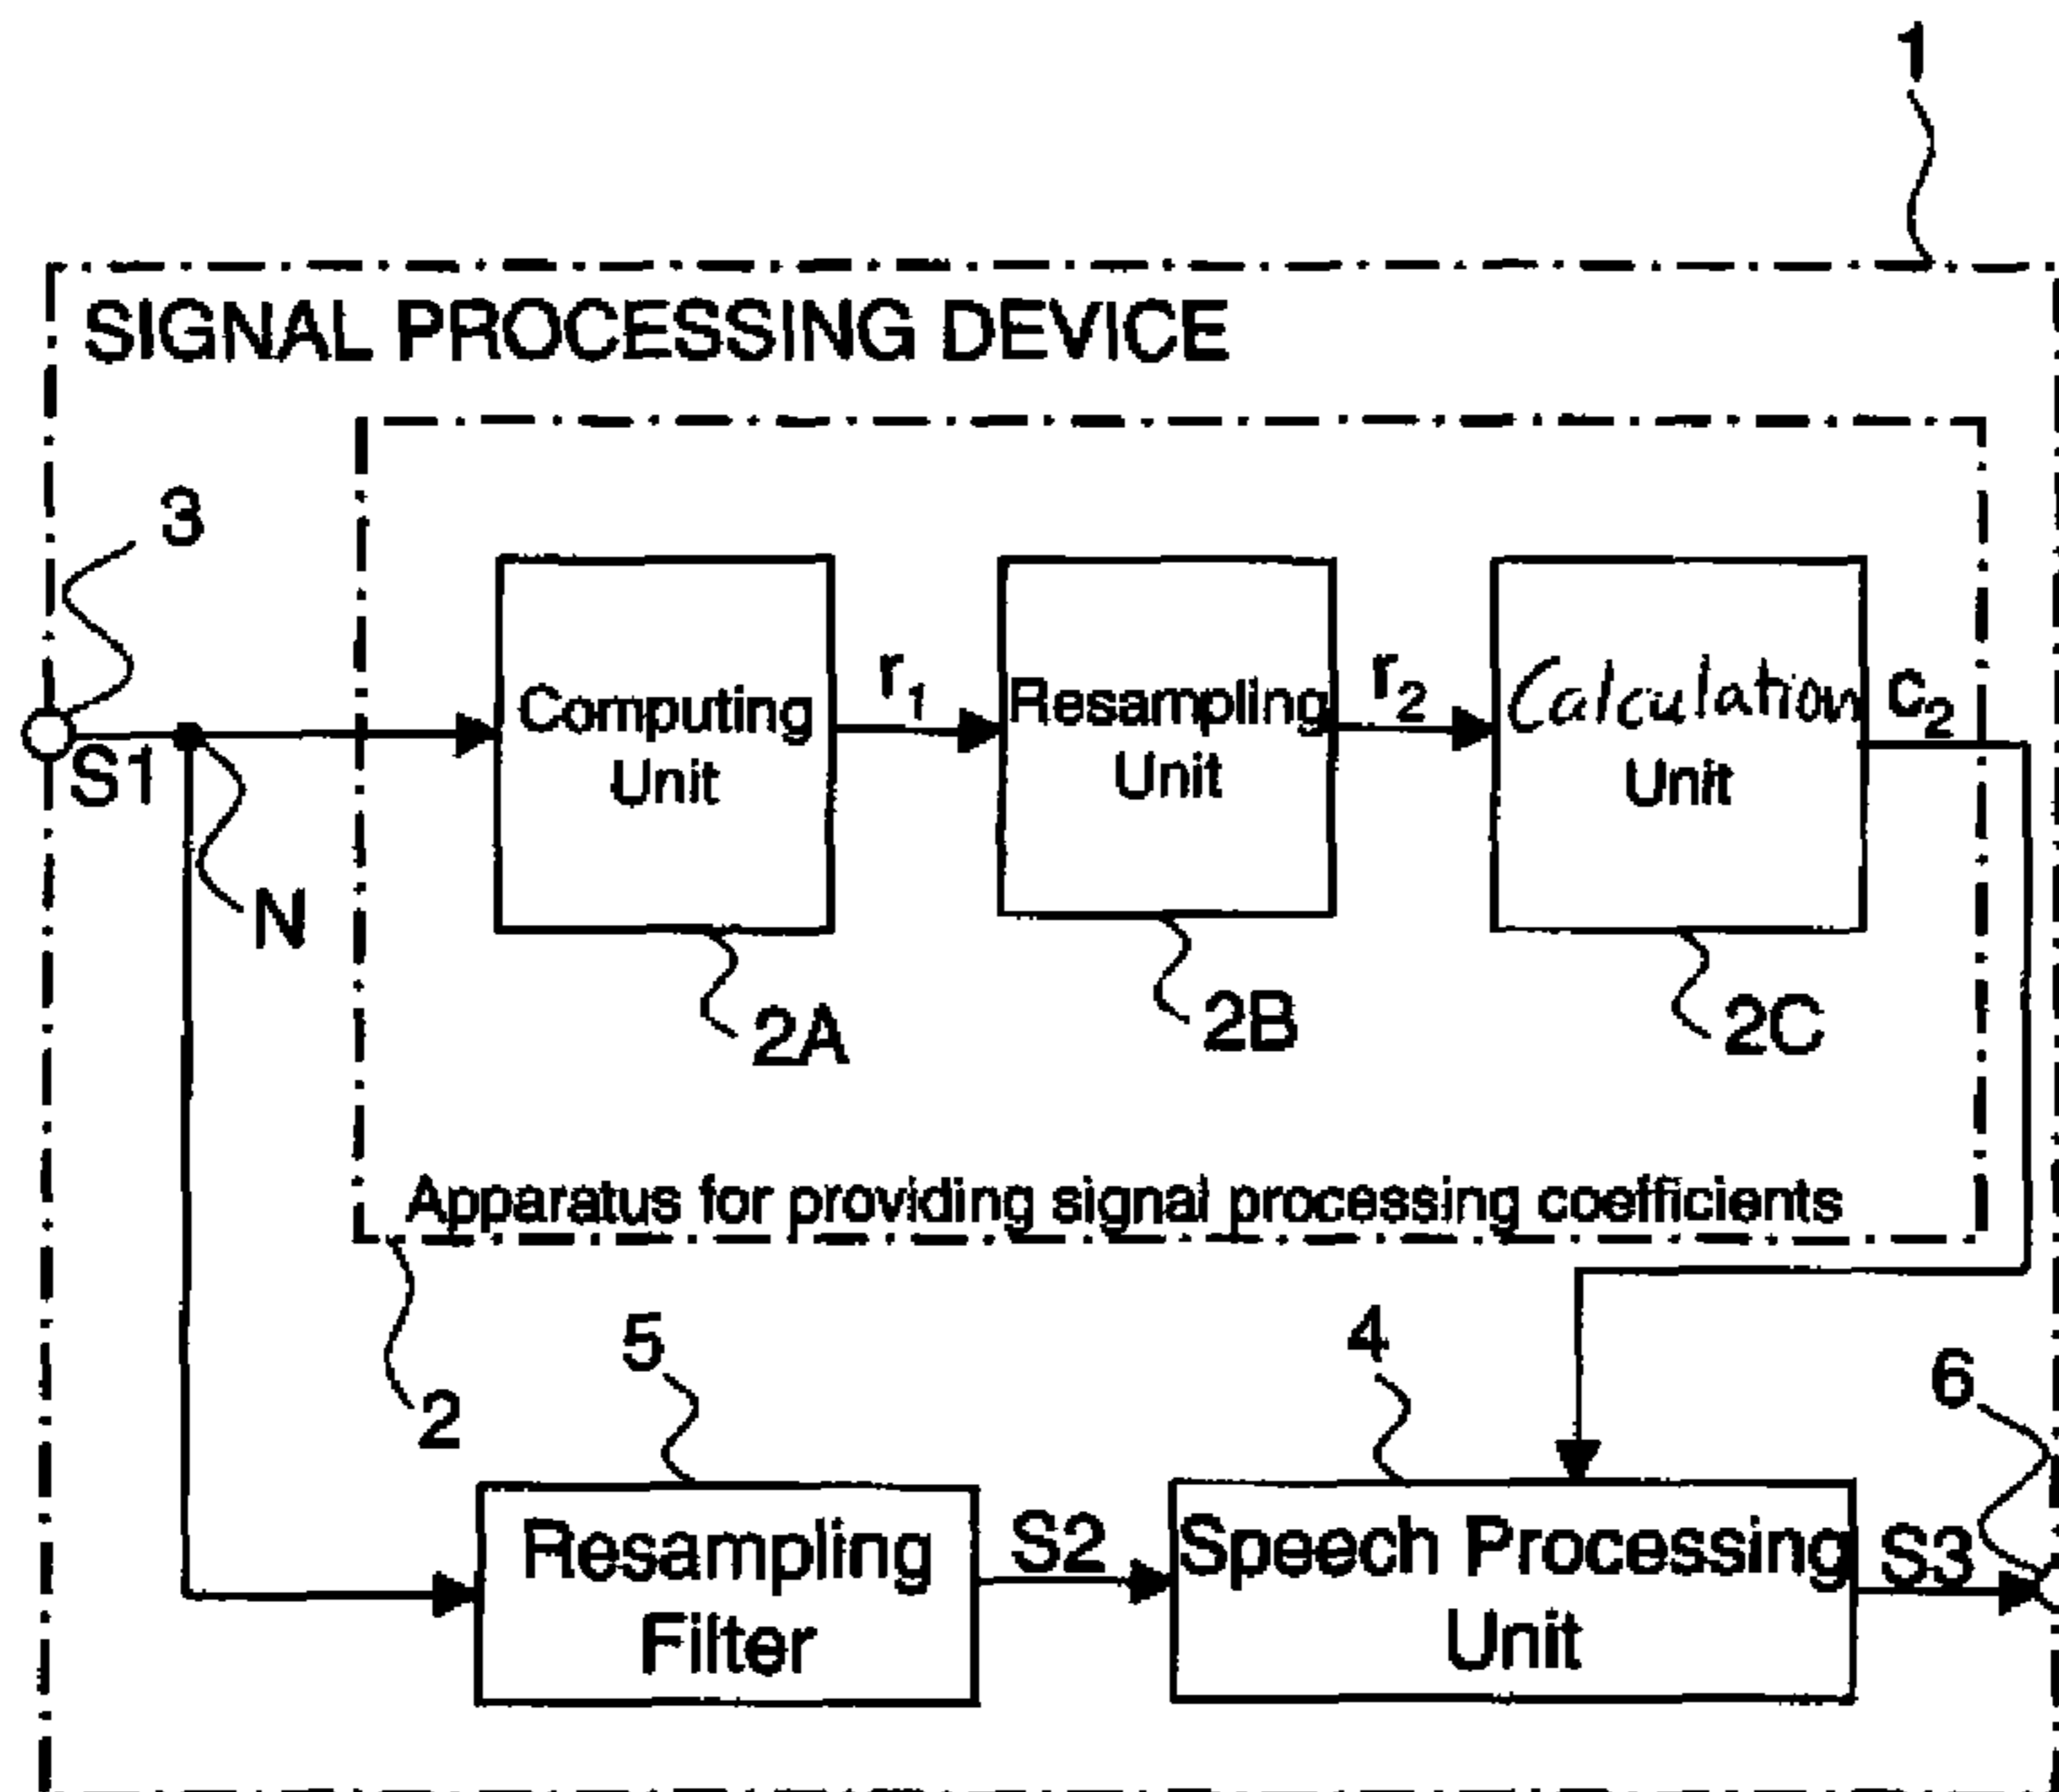 1
SIGNAL PROCESSING DEVICE
3
Computing
Unit
r1
Resampling
Unit
r2
Calculation
Unit
c2
S1
N
2A
2B
2C
Apparatus for providing signal processing coefficients
2
5
4
6
Resampling
Filter
S2
Speech Processing
Unit
S3